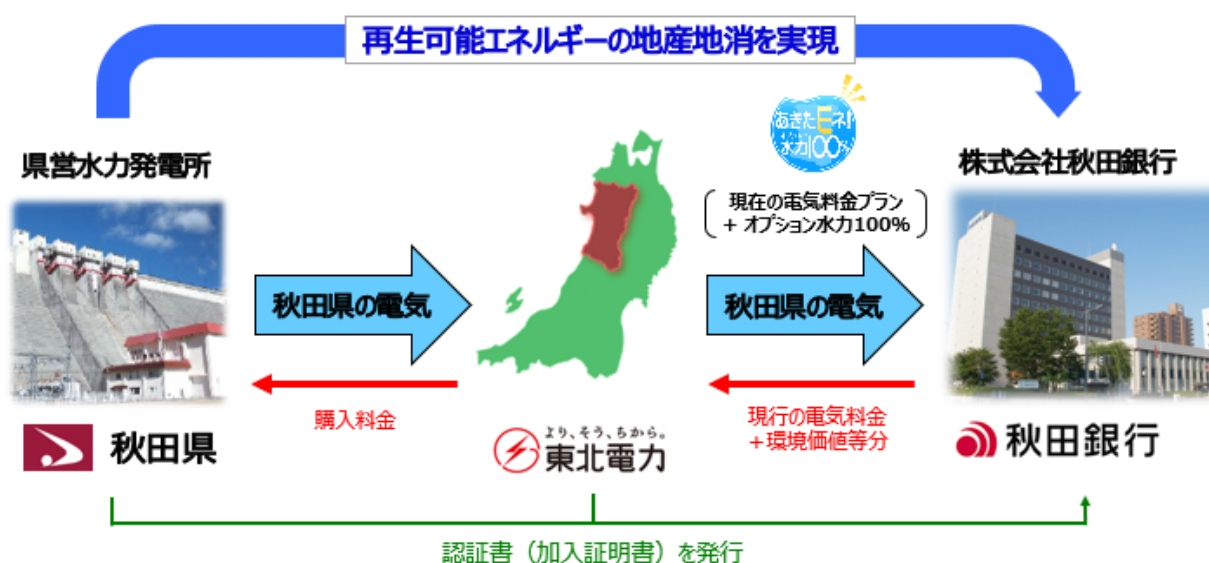 再生可能エネルギーの地産地消を実現
あきたEネ!
水力100%
県営水力発電所
株式会社秋田銀行
現在の電気料金プラン
+ オプション水力100%
秋田県の電気
秋田県の電気
購入料金
現行の電気料金
+環境価値等分
秋田県
より、そう、ちから。
東北電力
秋田銀行
認証書(加入証明書)を発行